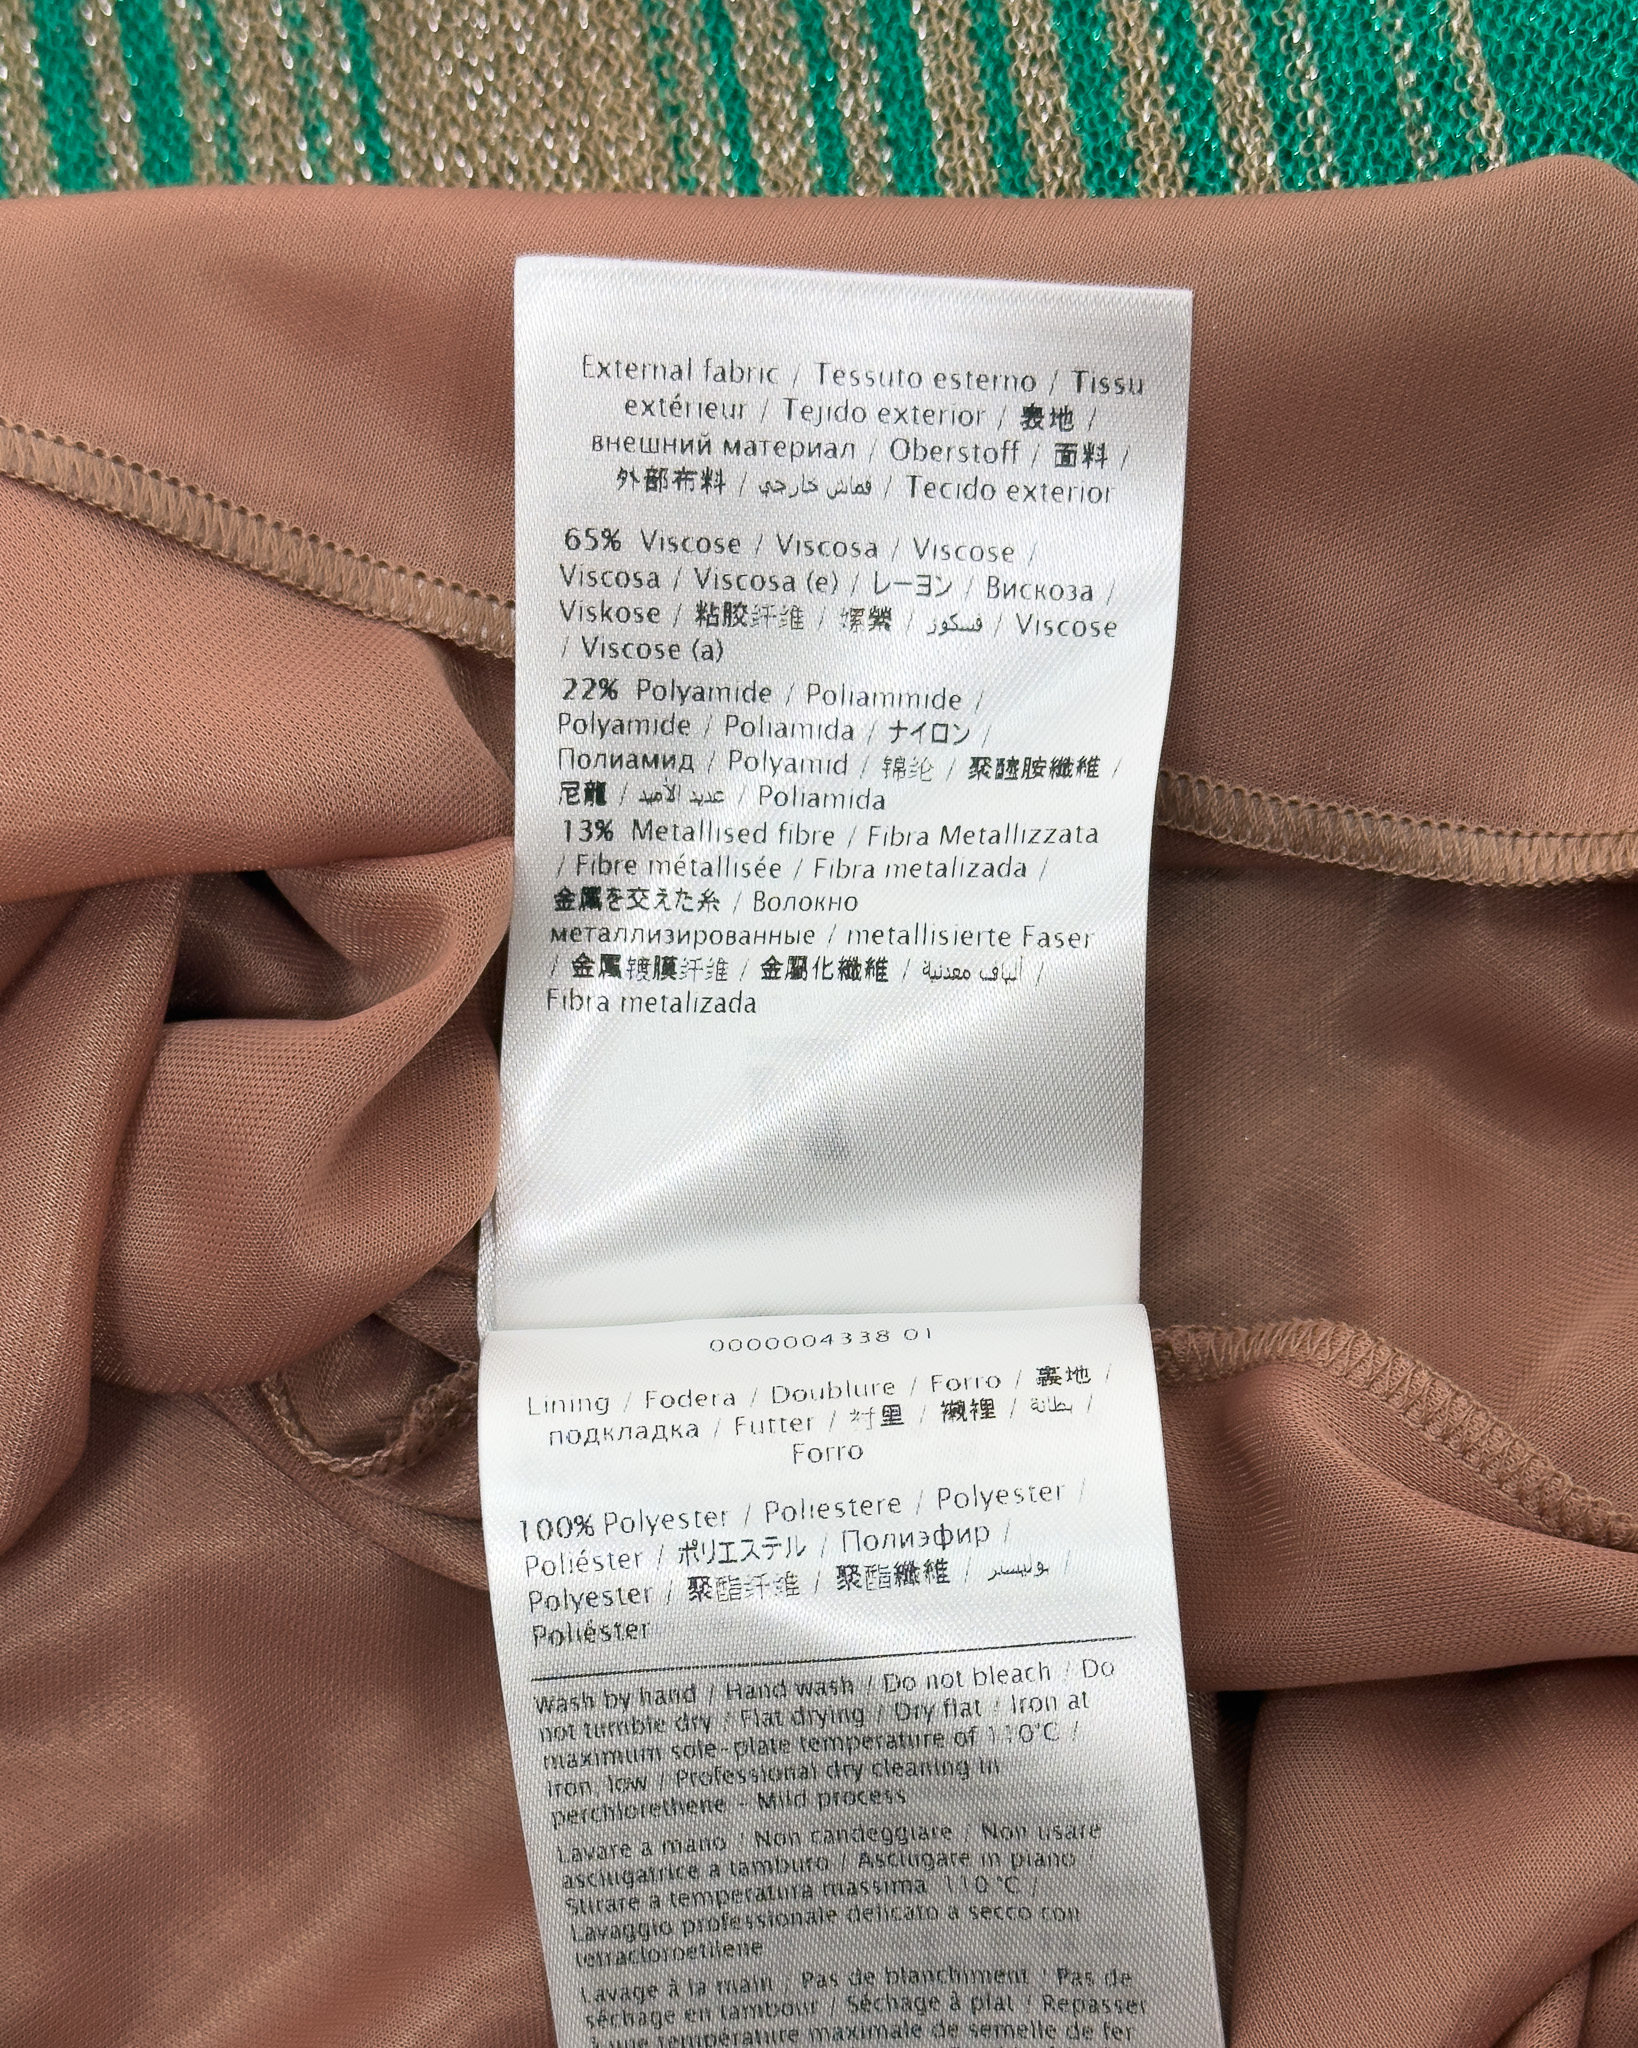 External fabric / Tessuto esterno / Tissu
extérieur / Tejido exterior / 表地 /
внешний материал / Oberstoff / 面料 /
外部布料 / قماش خارجي / Tecido exterior
65% Viscose / Viscosa / Viscose /
Viscosa / Viscosa (e) / レーヨン / Вискоза /
Viskose / 粘胶纤维 / 嫘縈 / فسكوز / Viscose
/ Viscose (a)
22% Polyamide / Poliammide /
Polyamide / Poliamida / ナイロン /
Полиамид / Polyamid / 锦纶 / 聚醯胺纖維 /
尼龍 / عديد الأميد / Poliamida
13% Metallised fibre / Fibra Metallizzata
/ Fibre métallisée / Fibra metalizada /
金属を交えた糸 / Волокно
металлизированные / metallisierte Faser
/ 金属镀膜纤维 / 金屬化纖維 / ألياف معدنية /
Fibra metalizada
0000004338 01
Lining / Fodera / Doublure / Forro / 裏地 /
подкладка / Futter / 衬里 / 襯裡 / بطانة /
Forro
100% Polyester / Poliestere / Polyester /
Poliéster / ポリエステル / Полиэфир /
Polyester / 聚酯纤维 / 聚酯纖維 / بوليستر /
Poliéster
Wash by hand / Hand wash / Do not bleach / Do
not tumble dry / Flat drying / Dry flat / Iron at
maximum sole-plate temperature of 110°C /
Iron, low / Professional dry cleaning in
perchlorethene - Mild process
Lavare a mano / Non candeggiare / Non usare
asciugatrice a tamburo / Asciugare in piano /
Stirare a temperatura massima 110 °C /
Lavaggio professionale delicato a secco con
tetracloroetilene
Lavage à la main / Pas de blanchiment / Pas de
séchage en tambour / Séchage à plat / Repasser
à une température maximale de semelle de fer